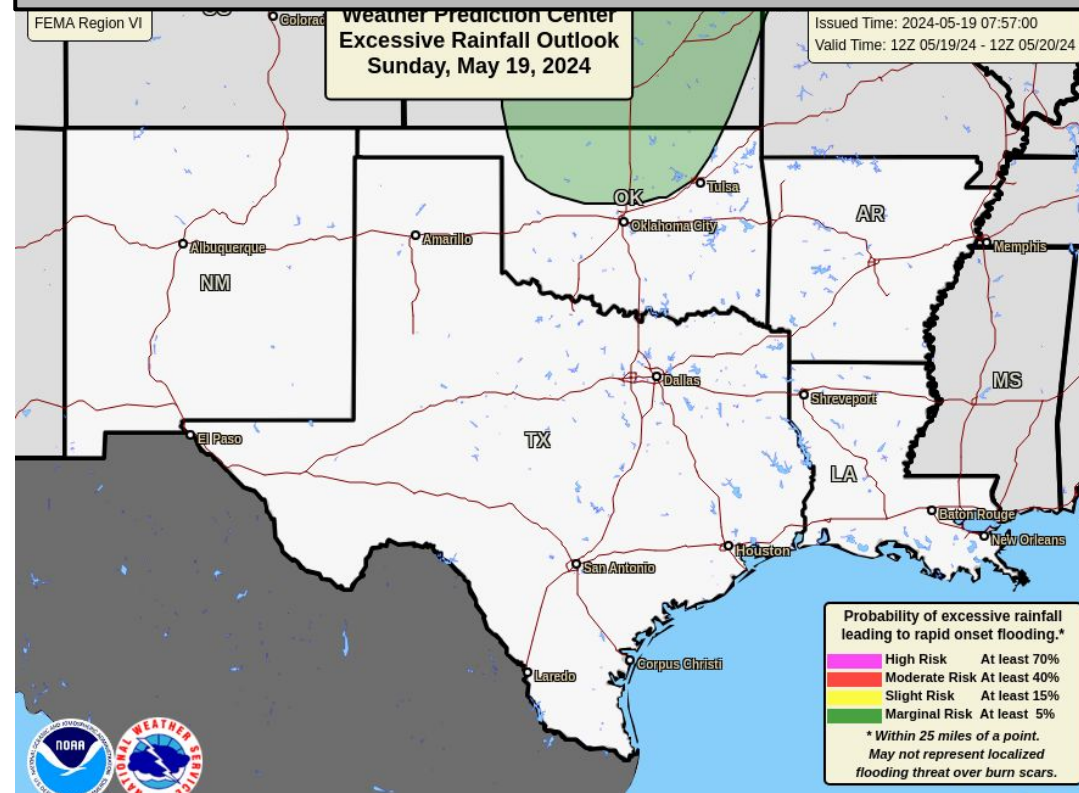 FEMA Region VI
Weather Prediction Center
Excessive Rainfall Outlook
Sunday, May 19, 2024
Issued Time: 2024-05-19 07:57:00
Valid Time: 12Z 05/19/24 - 12Z 05/20/24
Colorad
OK
Tulsa
Oklahoma City
AR
Memphis
Albuquerque
Amarillo
NM
Dallas
MS
Shreveport
El Paso
TX
LA
Baton Rouge
New Orleans
Houston
San Antonio
Laredo
Corpus Christi
Probability of excessive rainfall
leading to rapid onset flooding.*
High Risk At least 70%
Moderate Risk At least 40%
Slight Risk At least 15%
Marginal Risk At least 5%
* Within 25 miles of a point.
May not represent localized
flooding threat over burn scars.
NOAA
NATIONAL WEATHER SERVICE